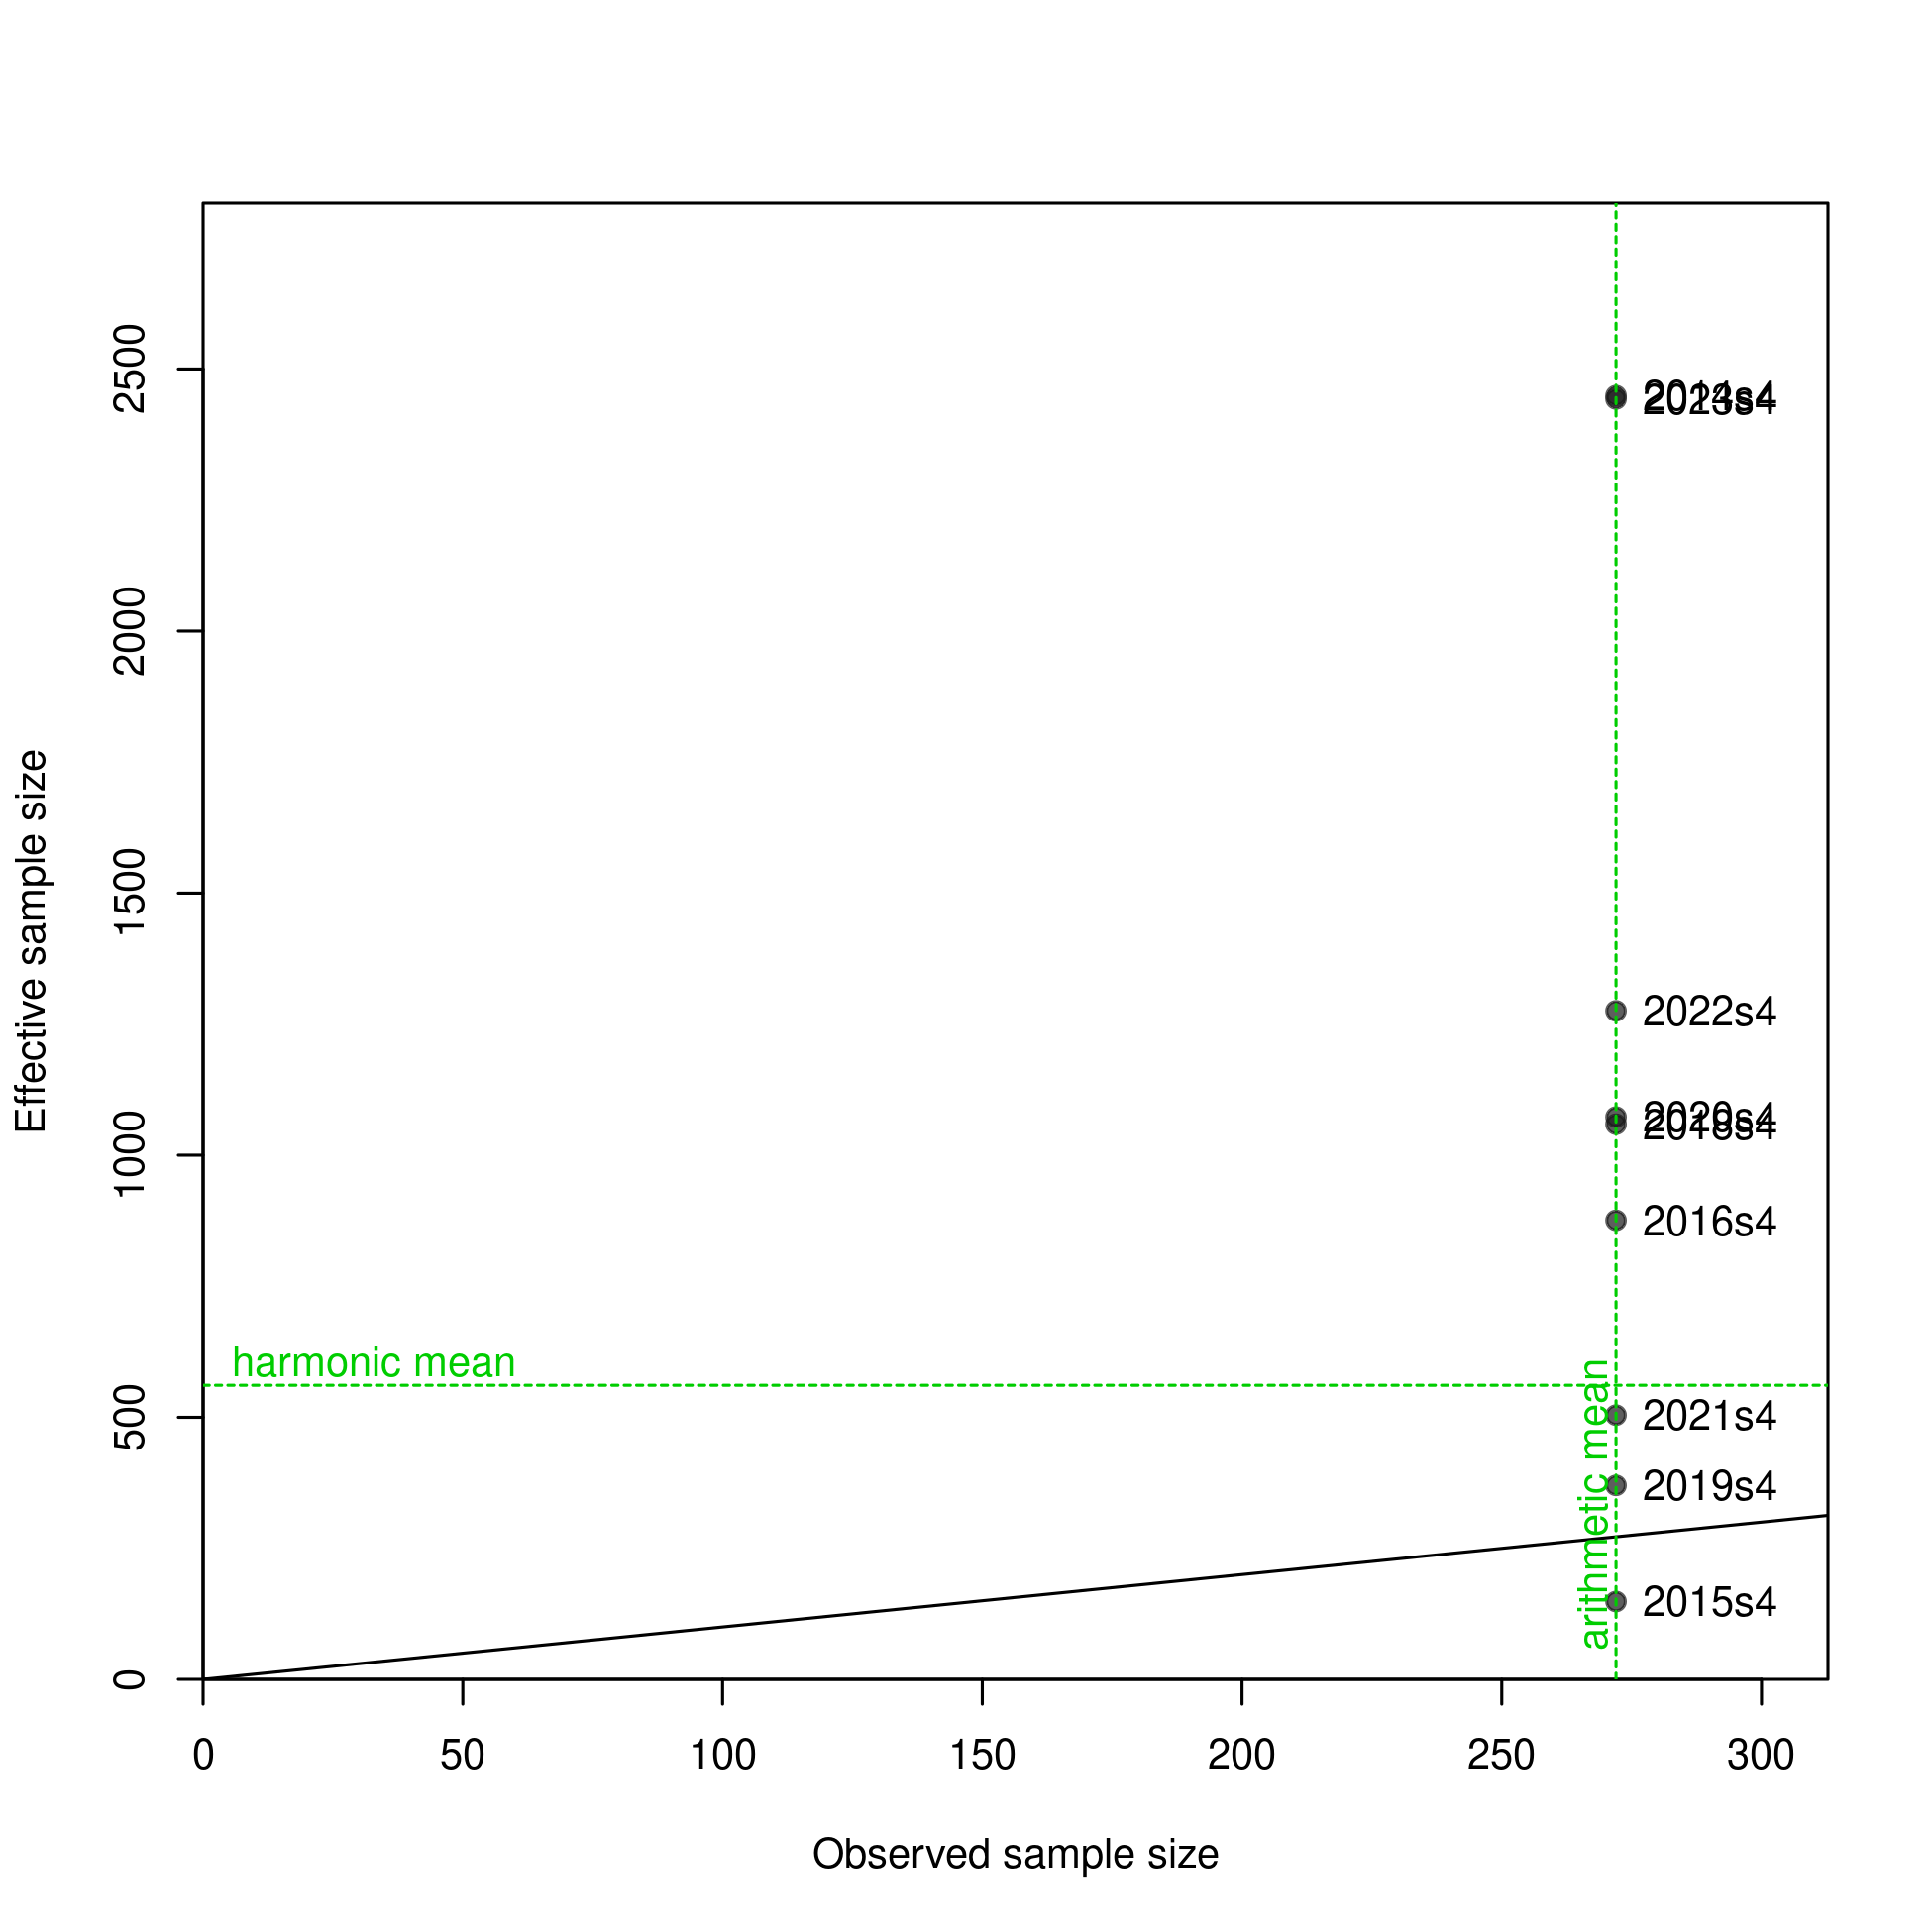 2500
2000
1500
1000
500
0
Effective sample size
2022s4
2016s4
harmonic mean
arithmetic mean
2021s4
2019s4
2015s4
0
50
100
150
200
250
300
Observed sample size